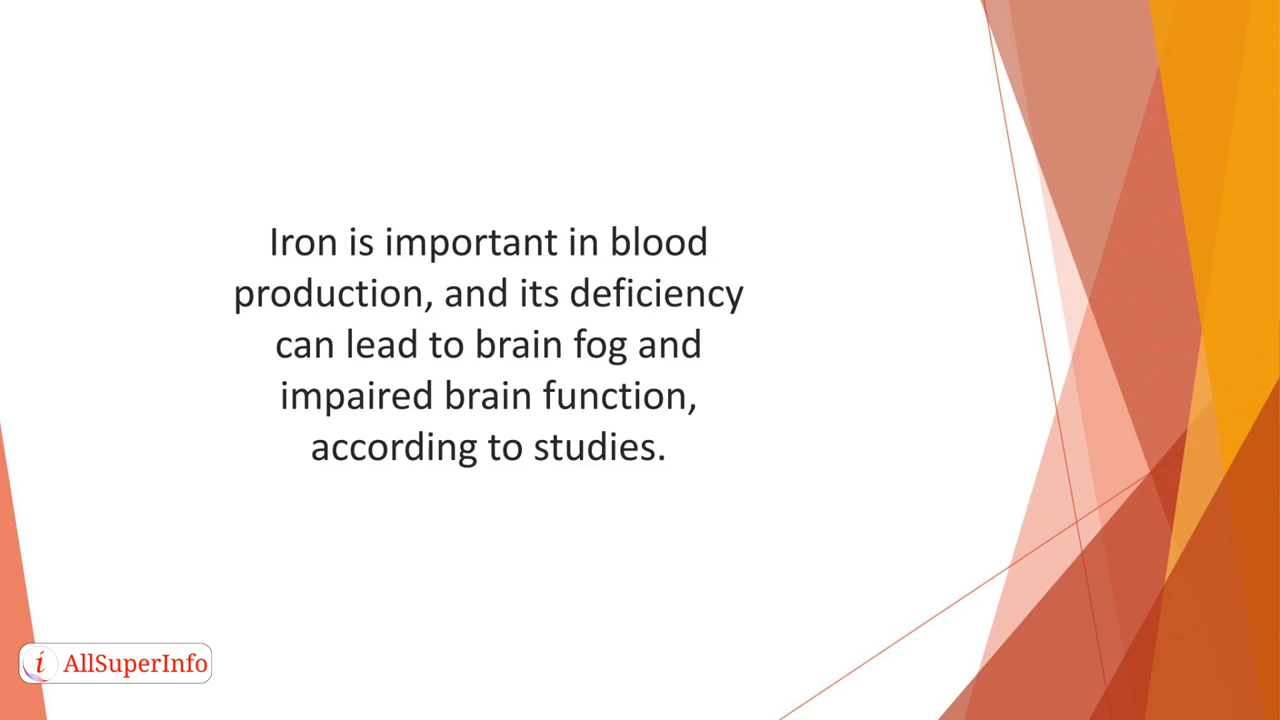 Iron is important in blood
production, and its deficiency
can lead to brain fog and
impaired brain function,
according to studies.
i AllSuperInfo